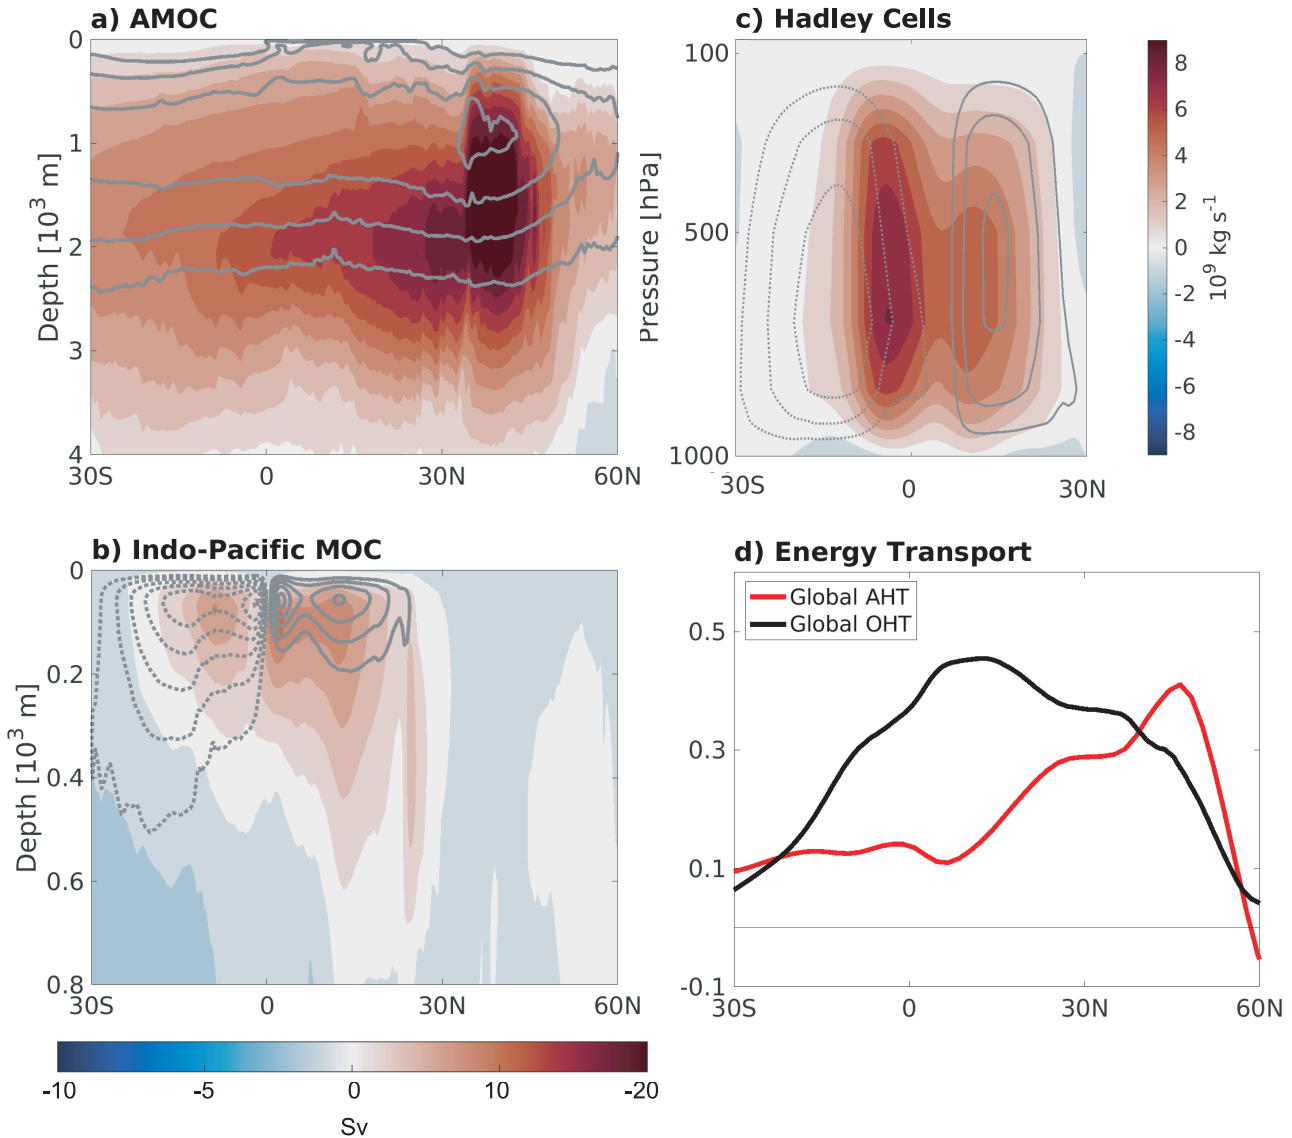 a) AMOC
0
1
2
3
4
Depth [10³ m]
30S 0 30N 60N
c) Hadley Cells
100
500
1000
Pressure [hPa]
30S 0 30N
8
6
4
2
0
-2
-4
-6
-8
10⁹ kg s⁻¹
b) Indo-Pacific MOC
0
0.2
0.4
0.6
0.8
Depth [10³ m]
30S 0 30N 60N
-10 -5 0 10 -20
Sv
d) Energy Transport
Global AHT
Global OHT
0.5
0.3
0.1
-0.1
30S 0 30N 60N